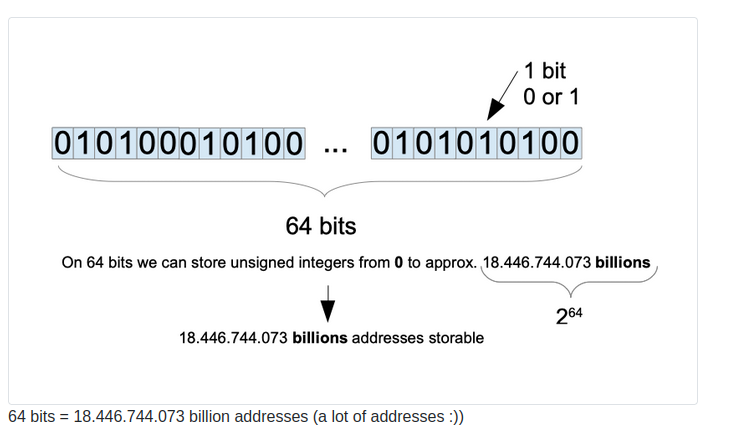 1 bit
0 or 1
010100010100 ... 0101010100
64 bits
On 64 bits we can store unsigned integers from 0 to approx. 18.446.744.073 billions
2⁶⁴
18.446.744.073 billions addresses storable
64 bits = 18.446.744.073 billion addresses (a lot of addresses :))